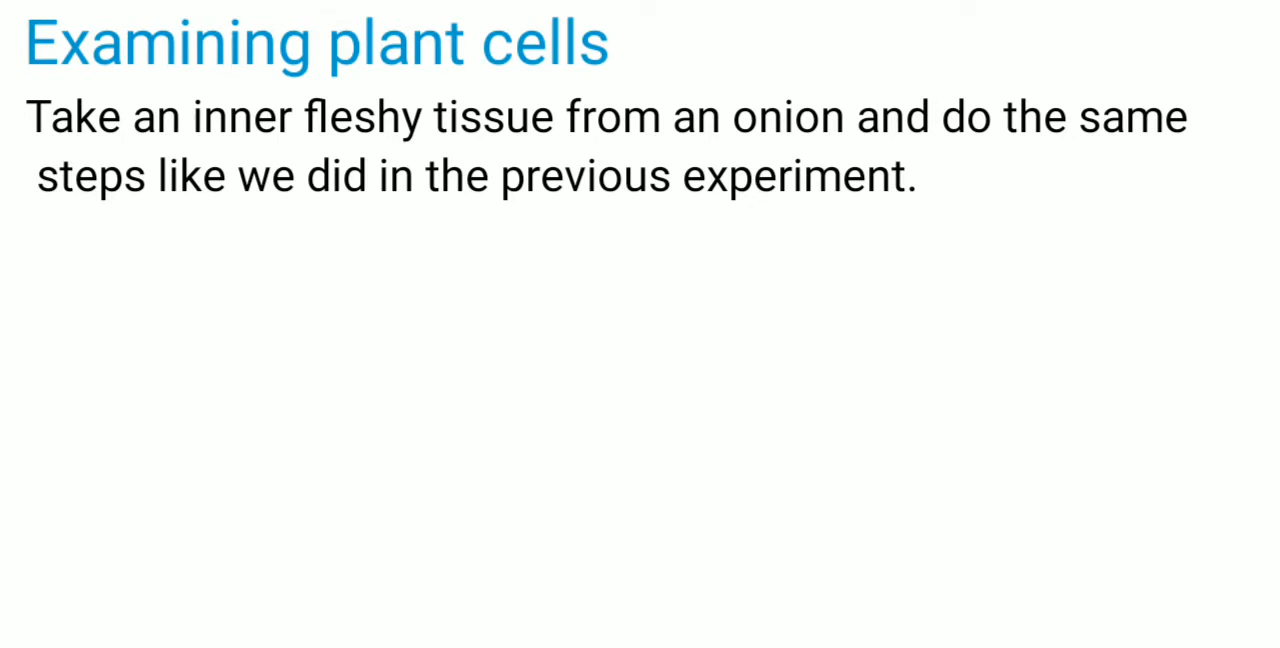 Examining plant cells
Take an inner fleshy tissue from an onion and do the same
steps like we did in the previous experiment.